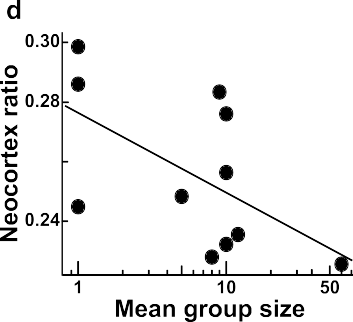 d
0.30
0.28
0.24
Neocortex ratio
1 10 50
Mean group size